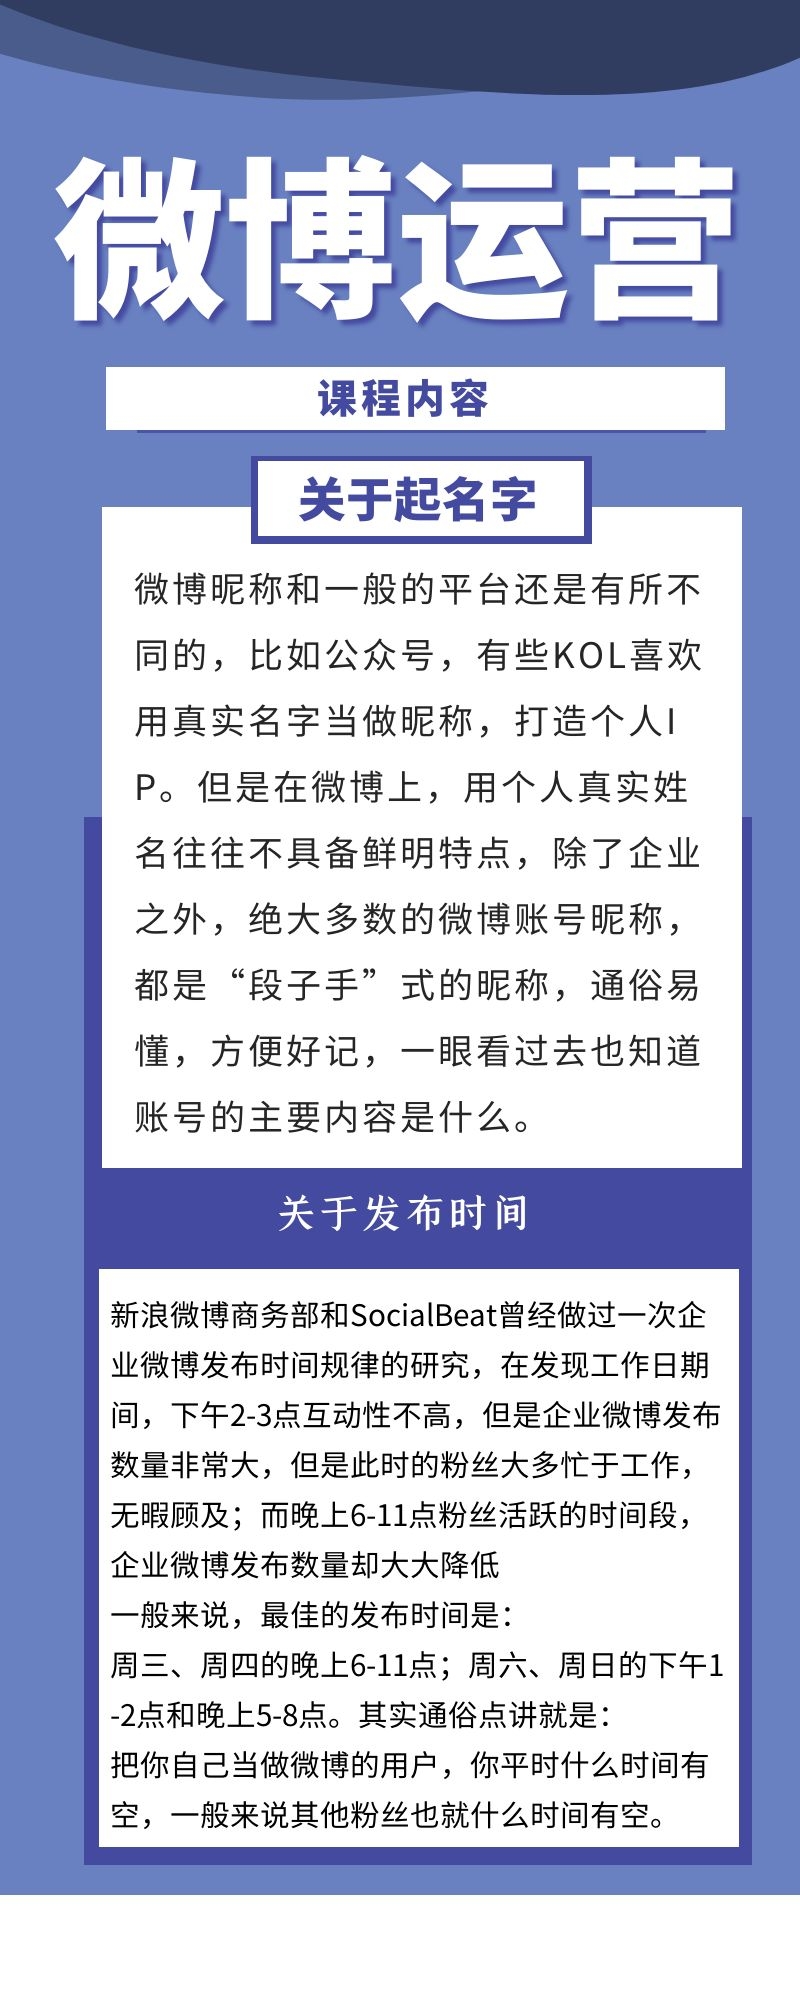 微博运营
课程内容
关于起名字
微博昵称和一般的平台还是有所不
同的，比如公众号，有些KOL喜欢
用真实名字当做昵称，打造个人I
P。但是在微博上，用个人真实姓
名往往不具备鲜明特点，除了企业
之外，绝大多数的微博账号昵称，
都是“段子手”式的昵称，通俗易
懂，方便好记，一眼看过去也知道
账号的主要内容是什么。
关于发布时间
新浪微博商务部和SocialBeat曾经做过一次企
业微博发布时间规律的研究，在发现工作日期
间，下午2-3点互动性不高，但是企业微博发布
数量非常大，但是此时的粉丝大多忙于工作，
无暇顾及；而晚上6-11点粉丝活跃的时间段，
企业微博发布数量却大大降低
一般来说，最佳的发布时间是：
周三、周四的晚上6-11点；周六、周日的下午1
-2点和晚上5-8点。其实通俗点讲就是：
把你自己当做微博的用户，你平时什么时间有
空，一般来说其他粉丝也就什么时间有空。